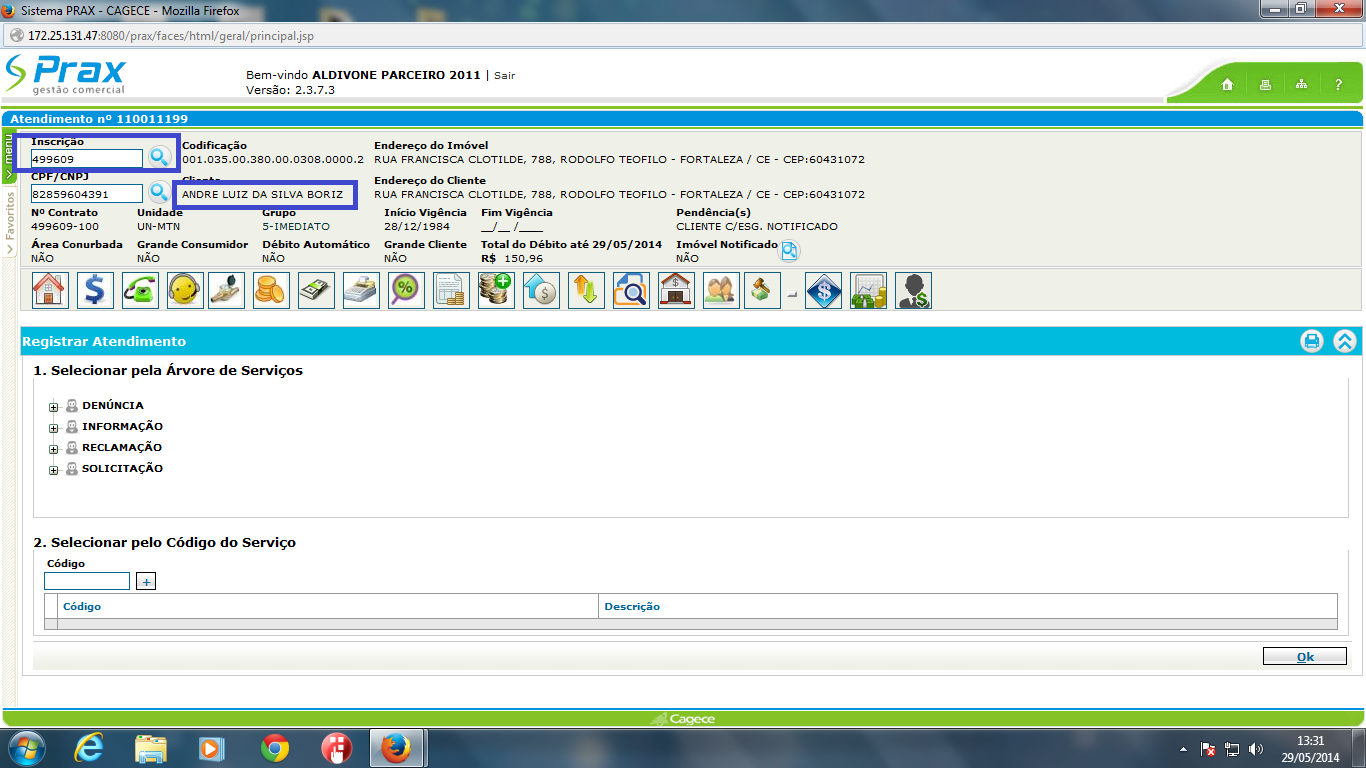 Sistema PRAX - CAGECE - Mozilla Firefox
172.25.131.47:8080/prax/faces/html/geral/principal.jsp
Prax
gestão comercial
Bem-vindo ALDIVONE PARCEIRO 2011 | Sair
Versão: 2.3.7.3
?
Atendimento nº 110011199
menu
Favoritos
Inscrição Codificação Endereço do Imóvel
499609 001.035.00.380.00.0308.0000.2 RUA FRANCISCA CLOTILDE, 788, RODOLFO TEOFILO - FORTALEZA / CE - CEP:60431072
CPF/CNPJ Cliente Endereço do Cliente
82859604391 ANDRE LUIZ DA SILVA BORIZ RUA FRANCISCA CLOTILDE, 788, RODOLFO TEOFILO - FORTALEZA / CE - CEP:60431072
Nº Contrato Unidade Grupo Início Vigência Fim Vigência Pendência(s)
499609-100 UN-MTN 5-IMEDIATO 28/12/1984 __/__ /____ CLIENTE C/ESG. NOTIFICADO
Área Conurbada Grande Consumidor Débito Automático Grande Cliente Total do Débito até 29/05/2014 Imóvel Notificado
NÃO NÃO NÃO NÃO R$ 150,96 NÃO
Registrar Atendimento
1. Selecionar pela Árvore de Serviços
DENÚNCIA
INFORMAÇÃO
RECLAMAÇÃO
SOLICITAÇÃO
2. Selecionar pelo Código do Serviço
Código
+
Código Descrição
Ok
Cagece
13:31
29/05/2014